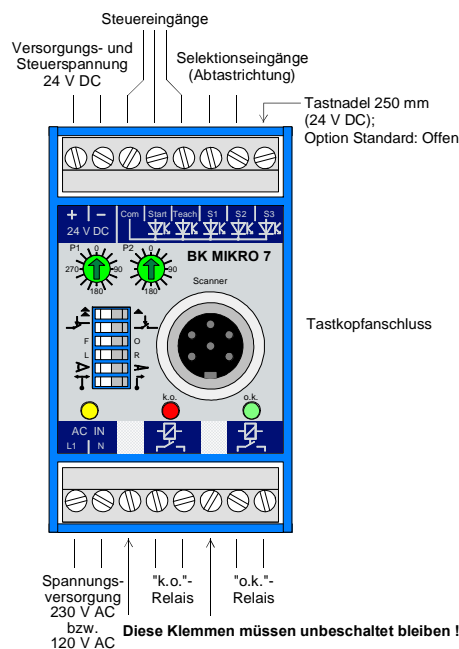 Steuereingänge
Versorgungs- und
Steuerspannung
24 V DC
Selektionseingänge
(Abtastrichtung)
Tastnadel 250 mm
(24 V DC);
Option Standard: Offen
+ – Com Start Teach S1 S2 S3
24 V DC
P1 0 90 180 270
P2 0 90 180
BK MIKRO 7
Scanner
Tastkopfanschluss
F O
L R
k.o. o.k.
AC IN
L1 N
Spannungs-
versorgung
230 V AC
bzw.
120 V AC
"k.o."-
Relais
"o.k."-
Relais
Diese Klemmen müssen unbeschaltet bleiben !